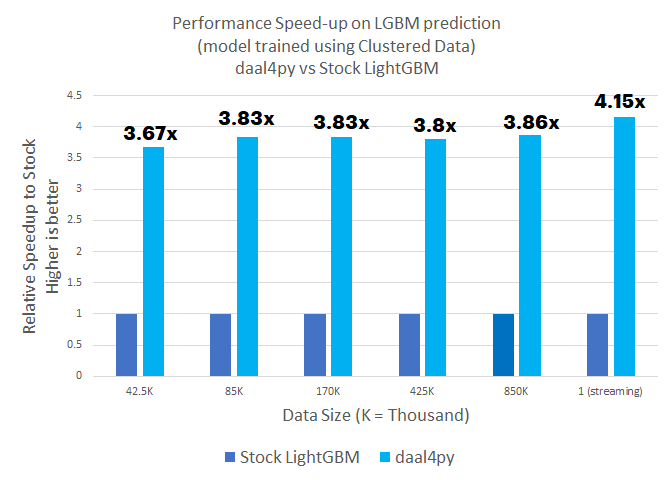 Performance Speed-up on LGBM prediction
(model trained using Clustered Data)
daal4py vs Stock LightGBM
Relative Speedup to Stock
Higher is better
4.5
4
3.5
3
2.5
2
1.5
1
0.5
0
3.67x
3.83x
3.83x
3.8x
3.86x
4.15x
42.5K
85K
170K
425K
850K
1 (streaming)
Data Size (K = Thousand)
Stock LightGBM
daal4py